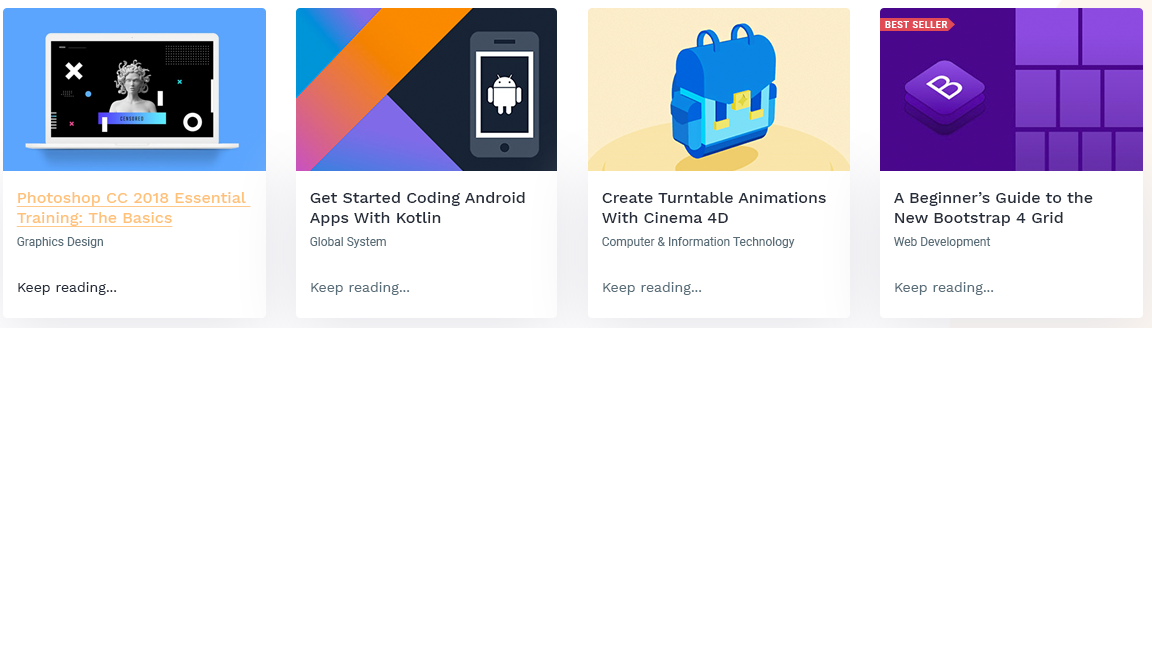 BEST SELLER
CENSORED
Photoshop CC 2018 Essential
Training: The Basics
Graphics Design
Keep reading...
Get Started Coding Android
Apps With Kotlin
Global System
Keep reading...
Create Turntable Animations
With Cinema 4D
Computer & Information Technology
Keep reading...
B
A Beginner’s Guide to the
New Bootstrap 4 Grid
Web Development
Keep reading...